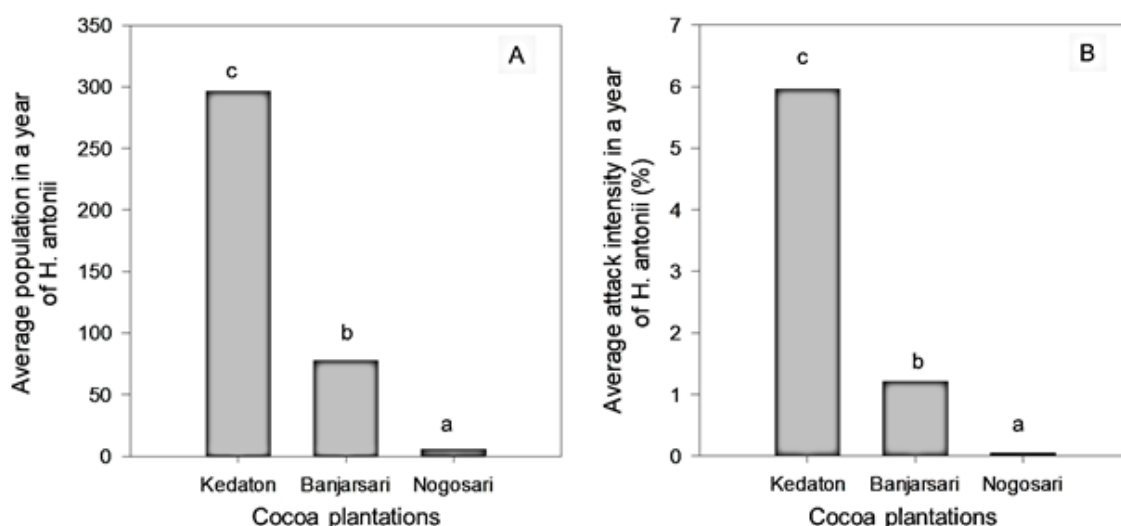 A
Average population in a year
of H. antonii
350
300
250
200
150
100
50
0
c
b
a
Kedaton Banjarsari Nogosari
Cocoa plantations
B
Average attack intensity in a year
of H. antonii (%)
7
6
5
4
3
2
1
0
c
b
a
Kedaton Banjarsari Nogosari
Cocoa plantations